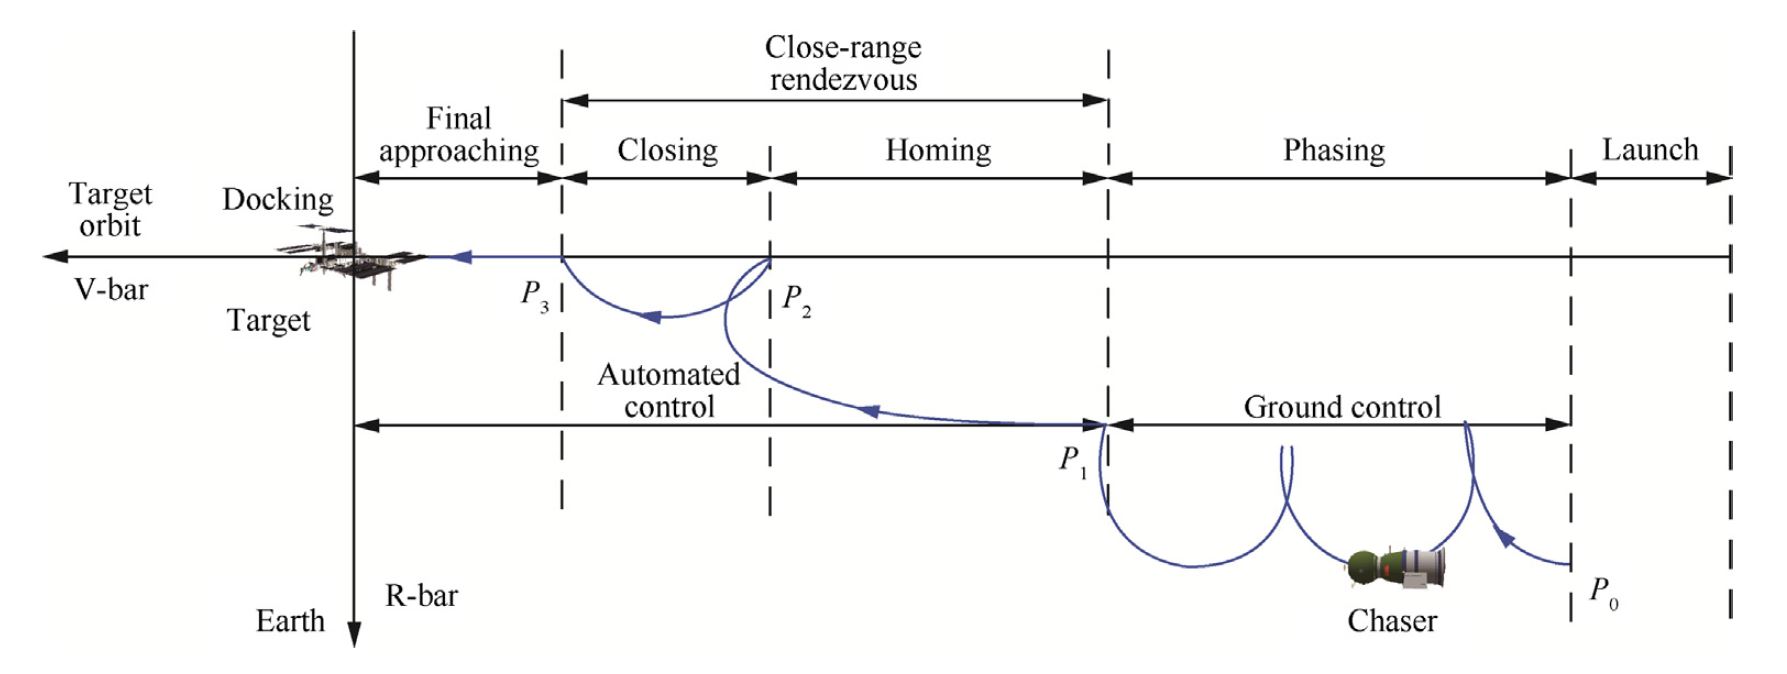 Close-range
rendezvous
Final
approaching
Closing
Homing
Phasing
Launch
Target
orbit
Docking
V-bar
Target
P3
P2
Automated
control
Ground control
P1
R-bar
Earth
Chaser
P0